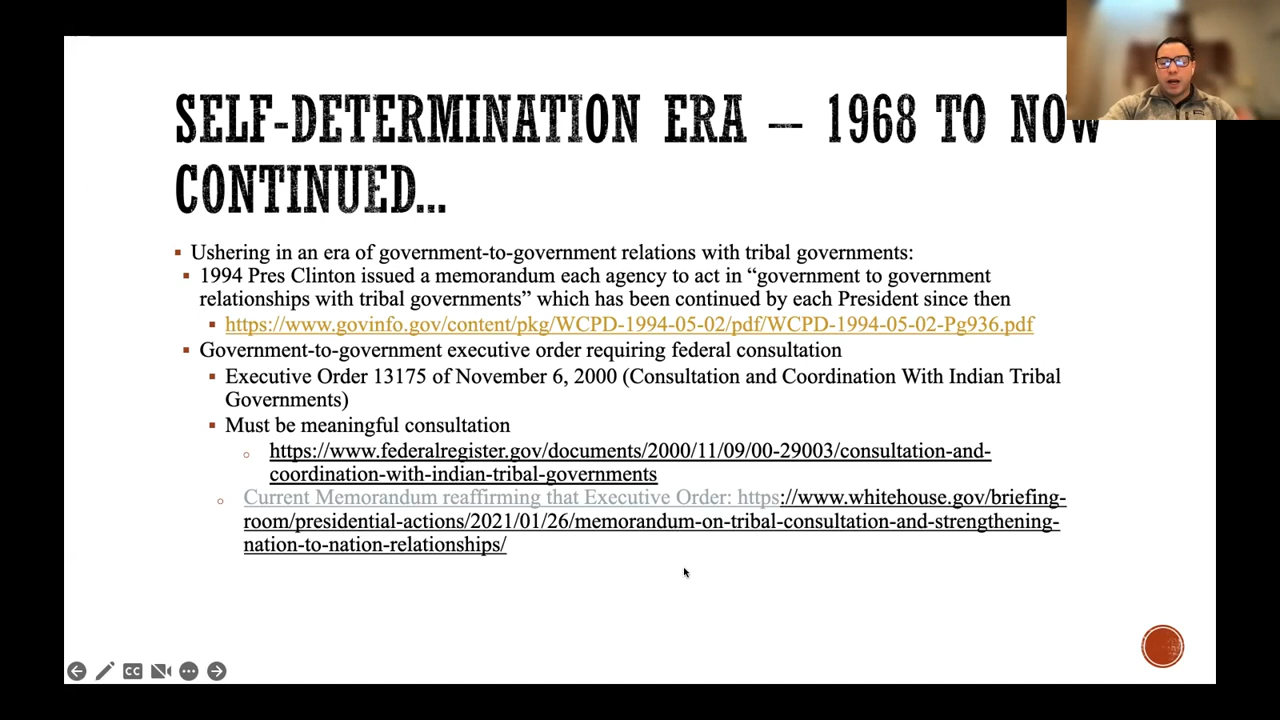 SELF-DETERMINATION ERA – 1968 TO NOW
CONTINUED...
Ushering in an era of government-to-government relations with tribal governments:
1994 Pres Clinton issued a memorandum each agency to act in “government to government
relationships with tribal governments” which has been continued by each President since then
https://www.govinfo.gov/content/pkg/WCPD-1994-05-02/pdf/WCPD-1994-05-02-Pg936.pdf
Government-to-government executive order requiring federal consultation
Executive Order 13175 of November 6, 2000 (Consultation and Coordination With Indian Tribal
Governments)
Must be meaningful consultation
https://www.federalregister.gov/documents/2000/11/09/00-29003/consultation-and-
coordination-with-indian-tribal-governments
Current Memorandum reaffirming that Executive Order: https://www.whitehouse.gov/briefing-
room/presidential-actions/2021/01/26/memorandum-on-tribal-consultation-and-strengthening-
nation-to-nation-relationships/
CC